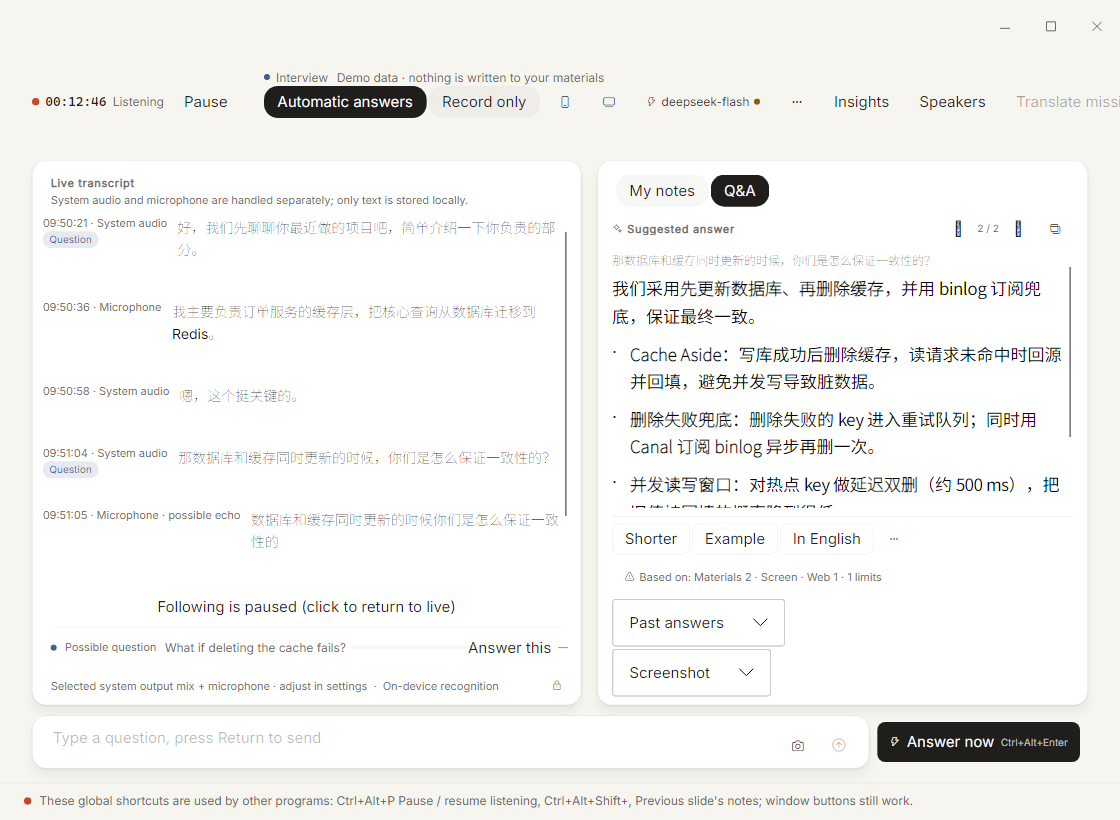 Interview Demo data · nothing is written to your materials
00:12:46 Listening Pause Automatic answers Record only deepseek-flash ··· Insights Speakers Translate missi
Live transcript
System audio and microphone are handled separately; only text is stored locally.
09:50:21 · System audio
Question
好，我们先聊聊你最近做的项目吧，简单介绍一下你负责的部
分。
09:50:36 · Microphone
我主要负责订单服务的缓存层，把核心查询从数据库迁移到
Redis。
09:50:58 · System audio
嗯，这个挺关键的。
09:51:04 · System audio
Question
那数据库和缓存同时更新的时候，你们是怎么保证一致性的？
09:51:05 · Microphone · possible echo
数据库和缓存同时更新的时候你们是怎么保证一致
性的
Following is paused (click to return to live)
Possible question What if deleting the cache fails? Answer this
Selected system output mix + microphone · adjust in settings · On-device recognition
My notes Q&A
Suggested answer 2 / 2
那数据库和缓存同时更新的时候，你们是怎么保证一致性的？
我们采用先更新数据库、再删除缓存，并用 binlog 订阅兜
底，保证最终一致。
· Cache Aside：写库成功后删除缓存，读请求未命中时回源
并回填，避免并发写导致脏数据。
· 删除失败兜底：删除失败的 key 进入重试队列；同时用
Canal 订阅 binlog 异步再删一次。
· 并发读写窗口：对热点 key 做延迟双删（约 500 ms），把
Shorter Example In English ···
Based on: Materials 2 · Screen · Web 1 · 1 limits
Past answers
Screenshot
Type a question, press Return to send
Answer now Ctrl+Alt+Enter
These global shortcuts are used by other programs: Ctrl+Alt+P Pause / resume listening, Ctrl+Alt+Shift+, Previous slide's notes; window buttons still work.